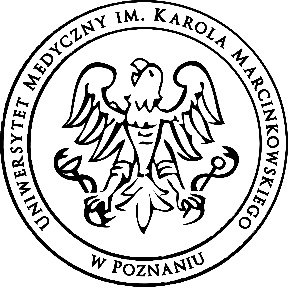 UNIWERSYTET MEDYCZNY IM. KAROLA MARCINKOWSKIEGO
W POZNANIU